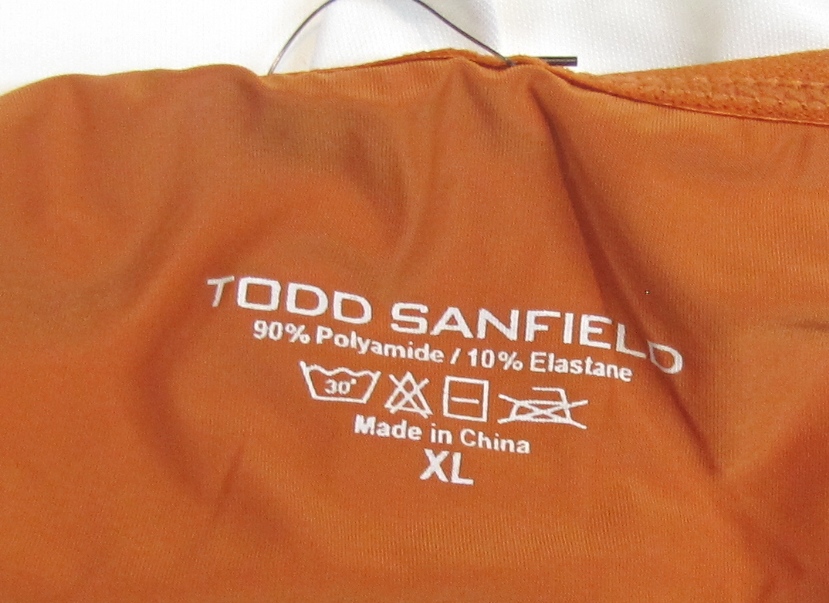 TODD SANFIELD
90% Polyamide / 10% Elastane
30°
Made in China
XL